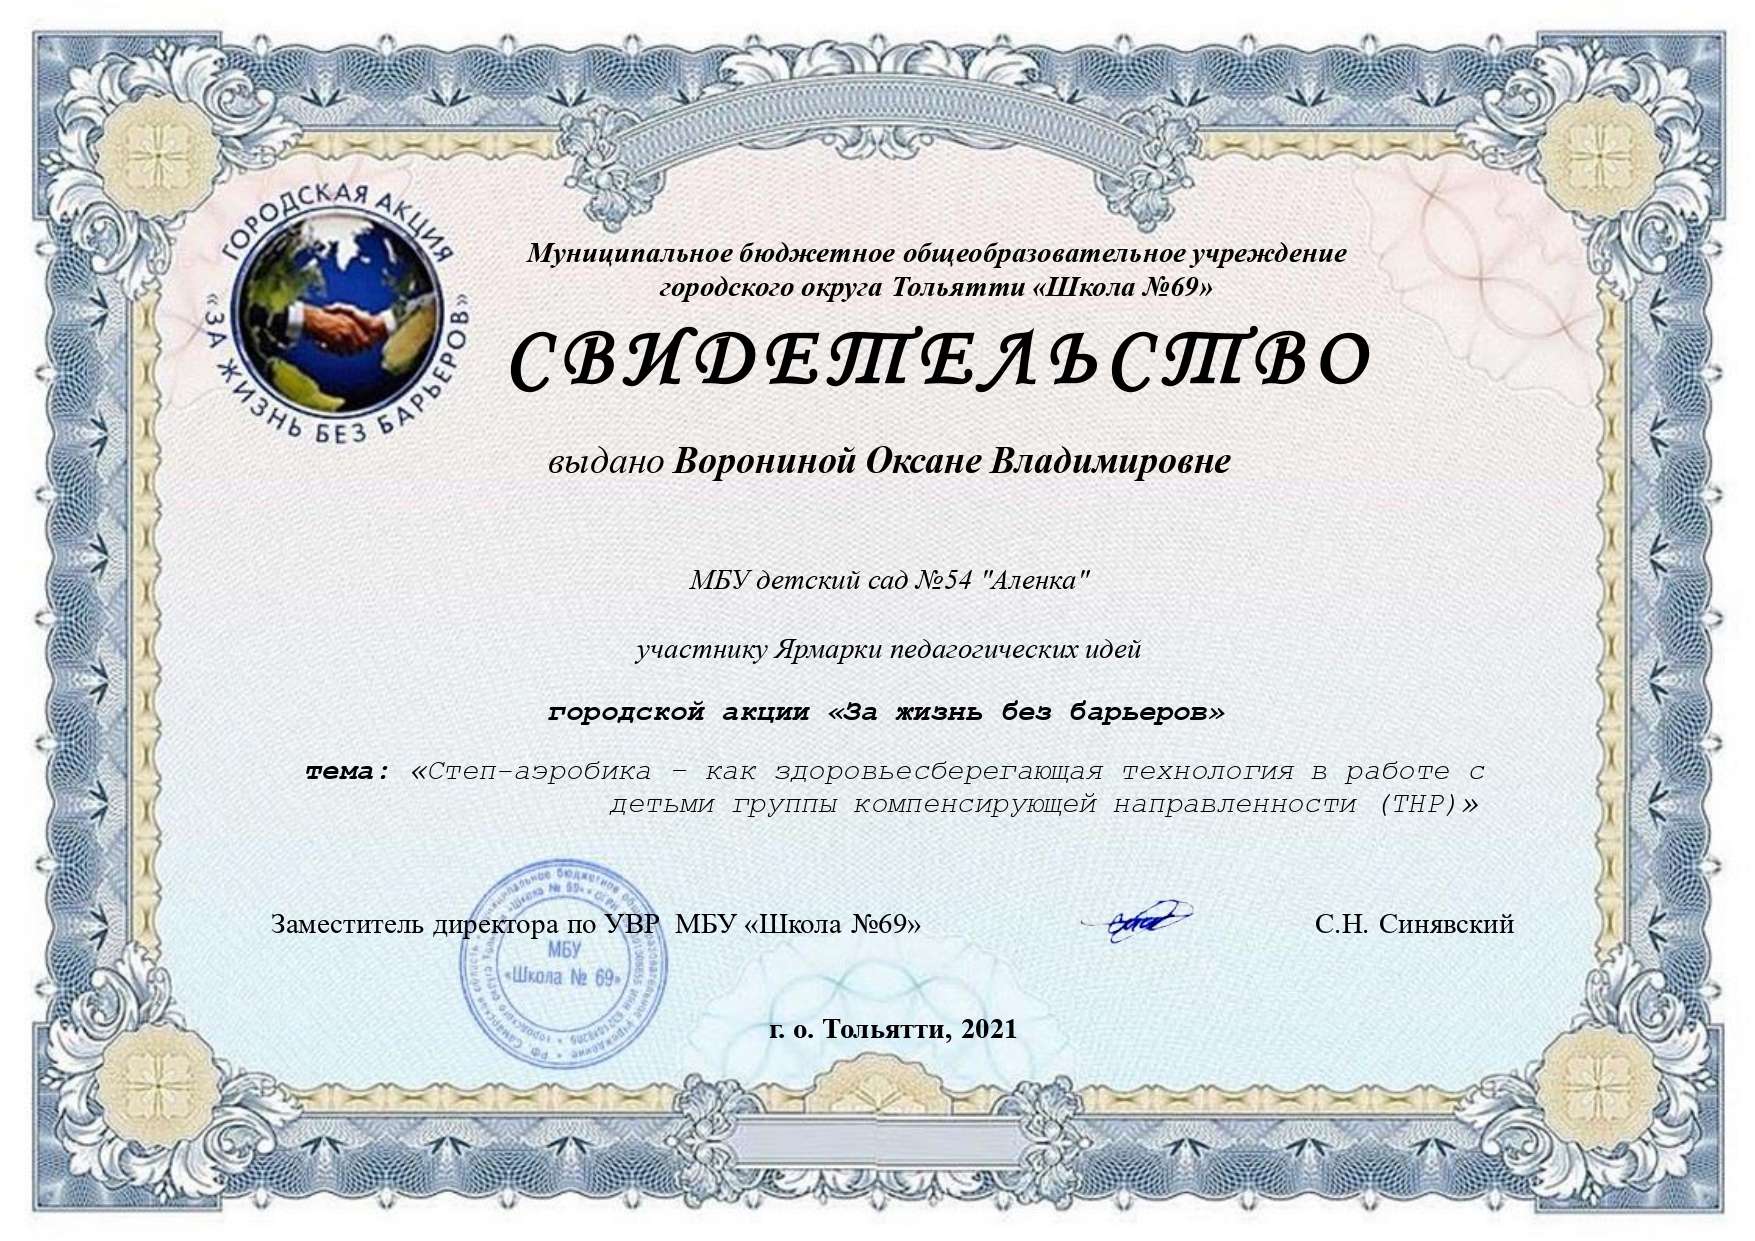 ГОРОДСКАЯ АКЦИЯ
«ЗА ЖИЗНЬ БЕЗ БАРЬЕРОВ»
Муниципальное бюджетное общеобразовательное учреждение
городского округа Тольятти «Школа №69»
СВИДЕТЕЛЬСТВО
выдано Ворониной Оксане Владимировне
МБУ детский сад №54 "Аленка"
участнику Ярмарки педагогических идей
городской акции «За жизнь без барьеров»
тема: «Степ-аэробика – как здоровьесберегающая технология в работе с
детьми группы компенсирующей направленности (ТНР)»
Заместитель директора по УВР МБУ «Школа №69»
С.Н. Синявский
МБУ
«Школа № 69»
г. о. Тольятти, 2021